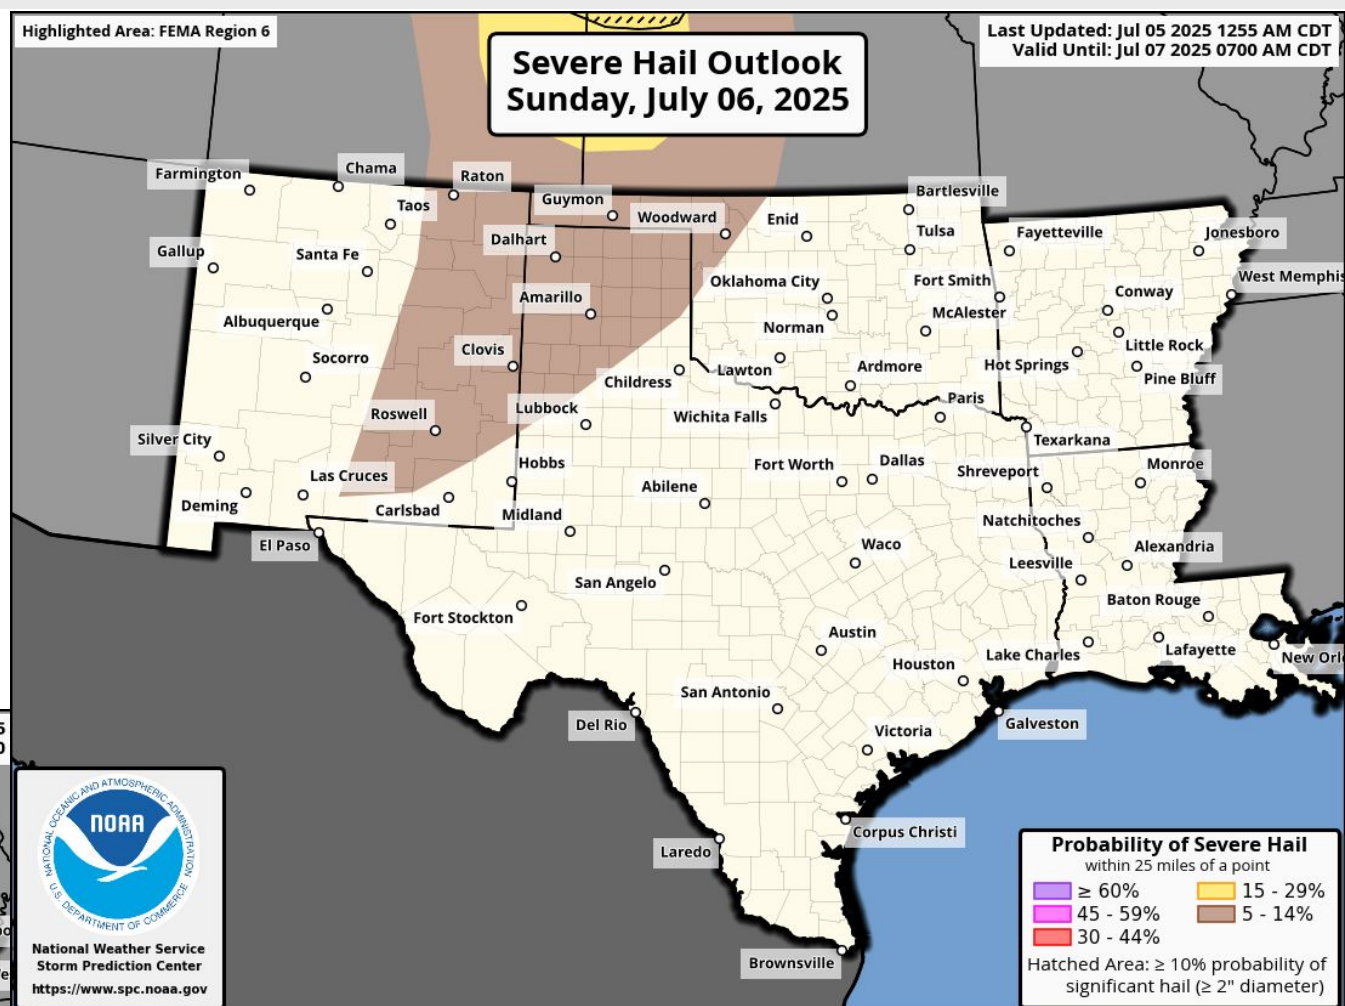 Highlighted Area: FEMA Region 6
Last Updated: Jul 05 2025 1255 AM CDT
Valid Until: Jul 07 2025 0700 AM CDT
Severe Hail Outlook
Sunday, July 06, 2025
Farmington
Chama
Raton
Taos
Guymon
Woodward
Enid
Bartlesville
Gallup
Santa Fe
Dalhart
Tulsa
Fayetteville
Jonesboro
Albuquerque
Amarillo
Oklahoma City
Fort Smith
West Memphis
Norman
McAlester
Conway
Socorro
Clovis
Childress
Lawton
Ardmore
Hot Springs
Little Rock
Pine Bluff
Roswell
Lubbock
Wichita Falls
Paris
Texarkana
Silver City
Las Cruces
Hobbs
Abilene
Fort Worth
Dallas
Shreveport
Monroe
Deming
Carlsbad
Midland
Natchitoches
El Paso
San Angelo
Waco
Leesville
Alexandria
Fort Stockton
Austin
Baton Rouge
Houston
Lake Charles
Lafayette
New Orl
Del Rio
San Antonio
Victoria
Galveston
Laredo
Corpus Christi
Brownsville
NATIONAL OCEANIC AND ATMOSPHERIC ADMINISTRATION
NOAA
U.S. DEPARTMENT OF COMMERCE
National Weather Service
Storm Prediction Center
https://www.spc.noaa.gov
Probability of Severe Hail
within 25 miles of a point
≥ 60%
15 - 29%
45 - 59%
5 - 14%
30 - 44%
Hatched Area: ≥ 10% probability of
significant hail (≥ 2" diameter)